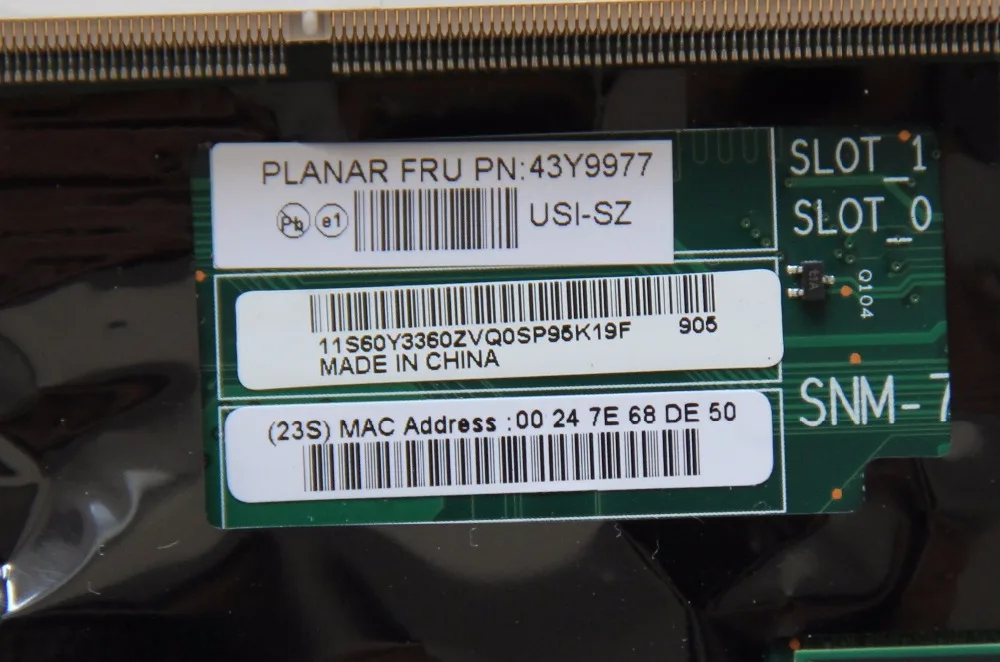 PLANAR FRU PN:43Y9977
Pb e1 USI-SZ
11S60Y3360ZVQ0SP95K19F 905
MADE IN CHINA
(23S) MAC Address :00 24 7E 68 DE 50
SLOT_1
SLOT_0
Q104
SNM-7